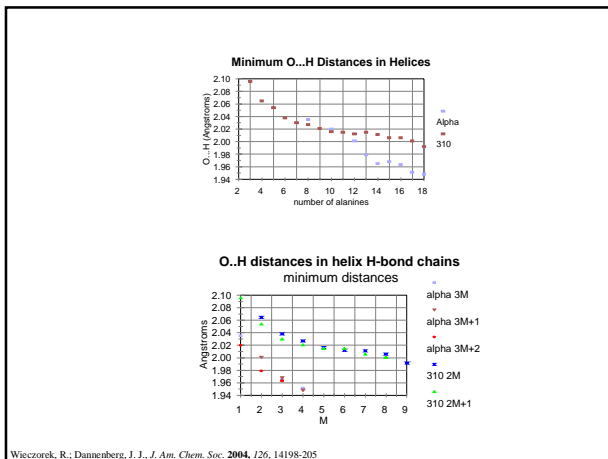 Minimum O...H Distances in Helices
2.10
2.08
2.06
2.04
2.02
2.00
1.98
1.96
1.94
O...H (Angstroms)
2 4 6 8 10 12 14 16 18
number of alanines
Alpha
310
O..H distances in helix H-bond chains
minimum distances
2.10
2.08
2.06
2.04
2.02
2.00
1.98
1.96
1.94
Angstroms
1 2 3 4 5 6 7 8 9
M
alpha 3M
alpha 3M+1
alpha 3M+2
310 2M
310 2M+1
Wieczorek, R.; Dannenberg, J. J., J. Am. Chem. Soc. 2004, 126, 14198-205